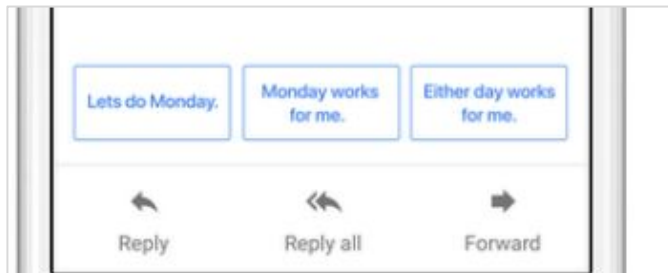 Lets do Monday.
Monday works
for me.
Either day works
for me.
Reply
Reply all
Forward